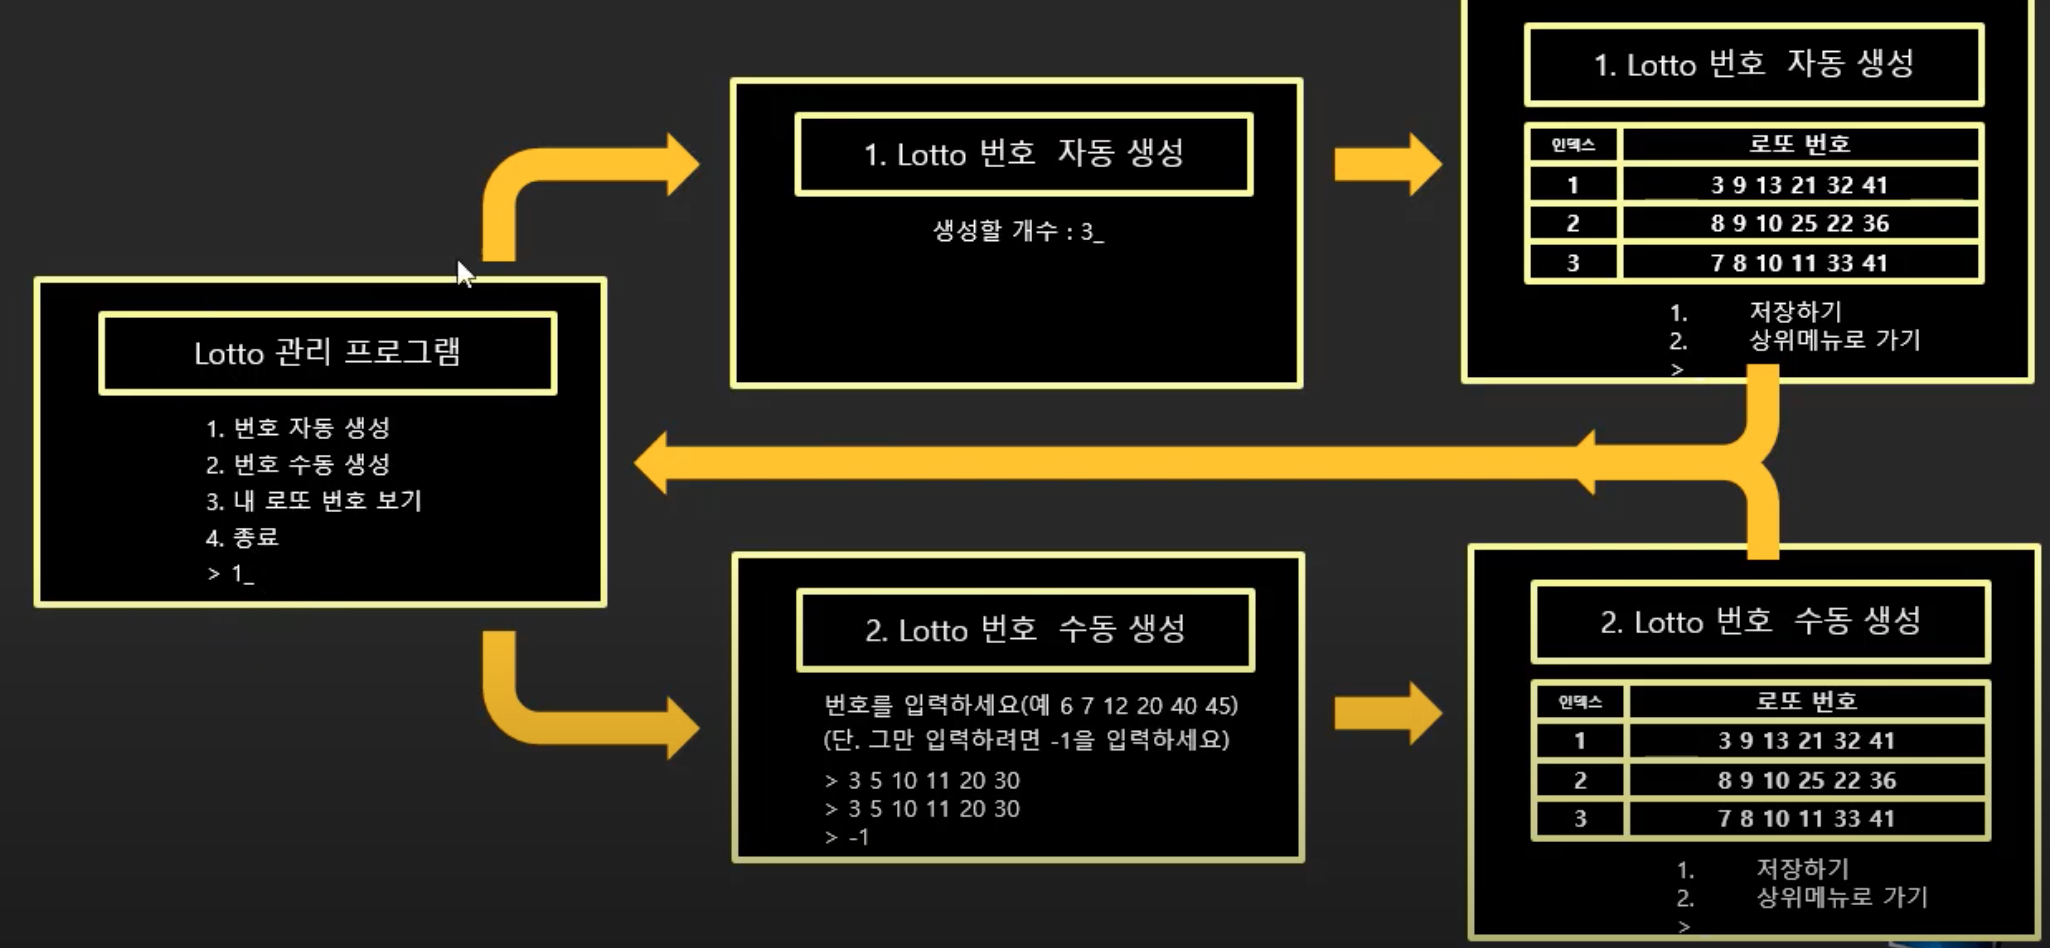 Lotto 관리 프로그램
1. 번호 자동 생성
2. 번호 수동 생성
3. 내 로또 번호 보기
4. 종료
> 1_
1. Lotto 번호 자동 생성
생성할 개수 : 3_
1. Lotto 번호 자동 생성
인덱스 로또 번호
1 3 9 13 21 32 41
2 8 9 10 25 22 36
3 7 8 10 11 33 41
1. 저장하기
2. 상위메뉴로 가기
>
2. Lotto 번호 수동 생성
번호를 입력하세요(예 6 7 12 20 40 45)
(단. 그만 입력하려면 -1을 입력하세요)
> 3 5 10 11 20 30
> 3 5 10 11 20 30
> -1
2. Lotto 번호 수동 생성
인덱스 로또 번호
1 3 9 13 21 32 41
2 8 9 10 25 22 36
3 7 8 10 11 33 41
1. 저장하기
2. 상위메뉴로 가기
>